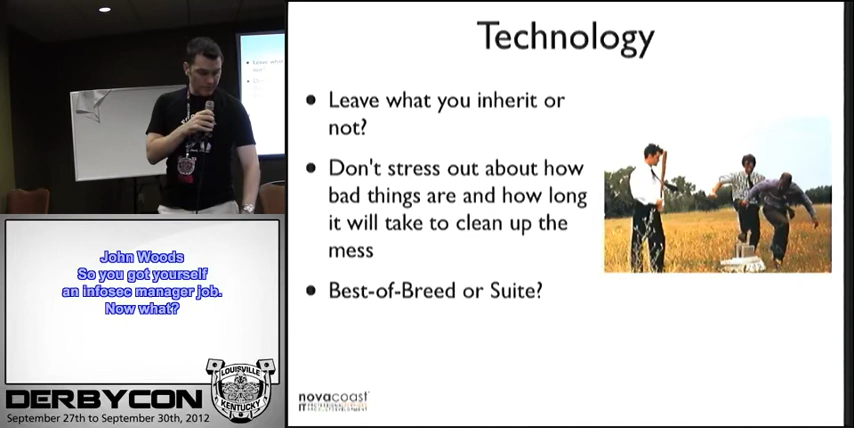 Technology
• Leave what you inherit or
not?
• Don't stress out about how
bad things are and how long
it will take to clean up the
mess
• Best-of-Breed or Suite?
novacoast
John Woods
So you got yourself
an infosec manager job.
Now what?
DERBYCON
LOUISVILLE
KENTUCKY
September 27th to September 30th, 2012